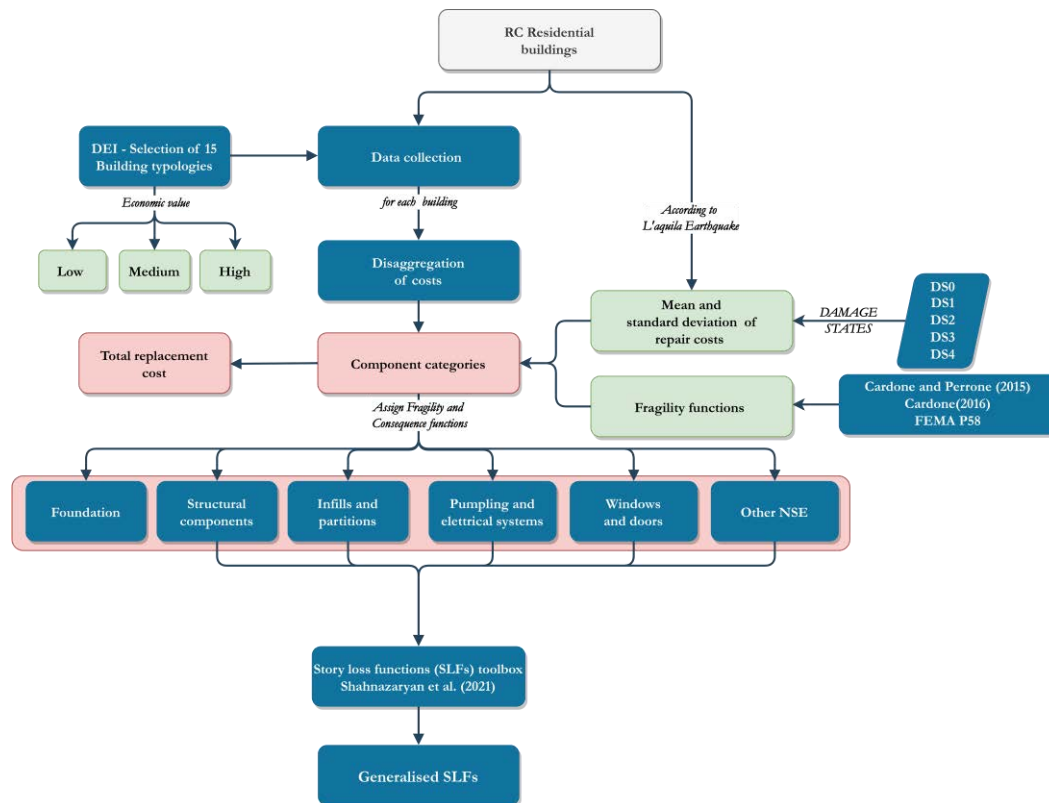 RC Residential
buildings
DEI - Selection of 15
Building typologies
Data collection
Economic value
for each building
According to
L'aquila Earthquake
Low
Medium
High
Disaggregation
of costs
Mean and
standard deviation of
repair costs
DAMAGE
STATES
DS0
DS1
DS2
DS3
DS4
Total replacement
cost
Component categories
Fragility functions
Cardone and Perrone (2015)
Cardone(2016)
FEMA P58
Assign Fragility and
Consequence functions
Foundation
Structural
components
Infills and
partitions
Pumpling and
elettrical systems
Windows
and doors
Other NSE
Story loss functions (SLFs) toolbox
Shahnazaryan et al. (2021)
Generalised SLFs